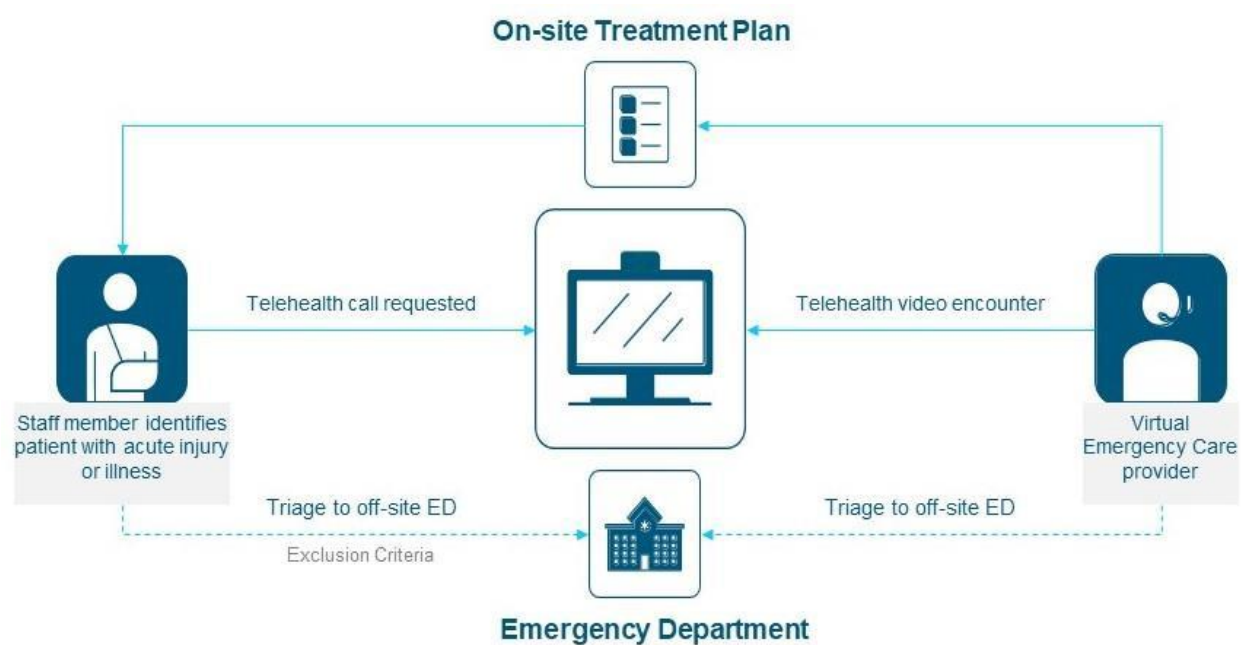 On-site Treatment Plan
Telehealth call requested
Telehealth video encounter
Staff member identifies
patient with acute injury
or illness
Virtual
Emergency Care
provider
Triage to off-site ED
Triage to off-site ED
Exclusion Criteria
Emergency Department